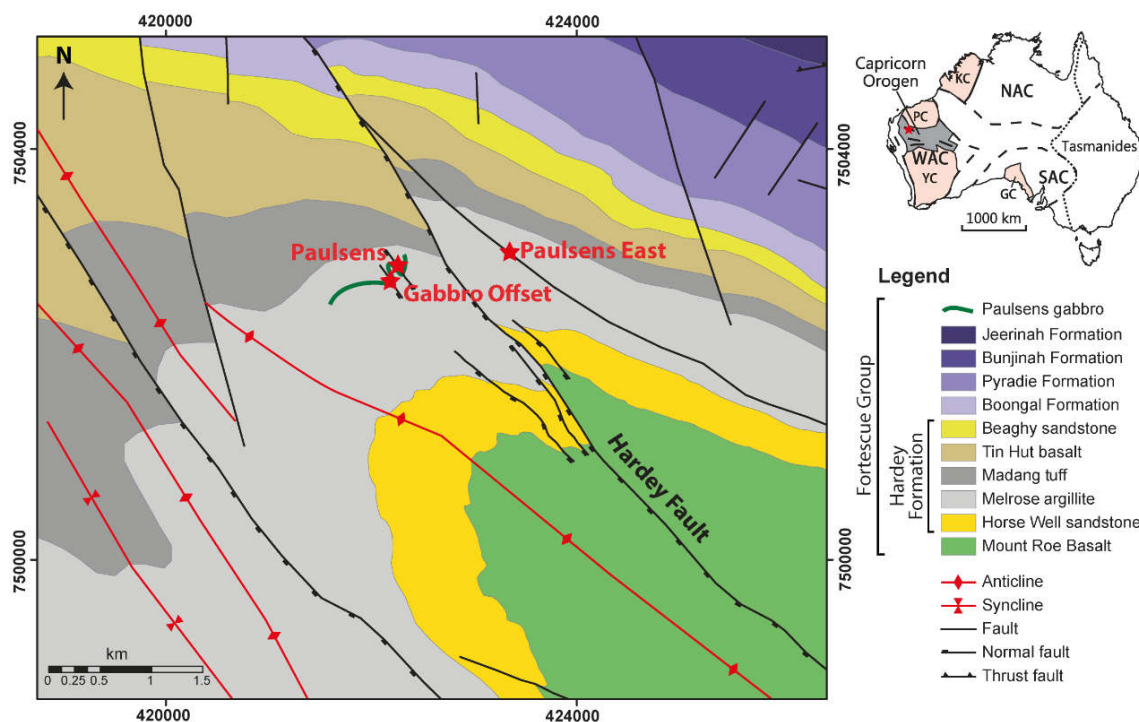 420000
424000
N
7504000
7504000
Paulsens
Paulsens East
Gabbro Offset
Hardey Fault
7500000
7500000
km
0 0.25 0.5 1 1.5
420000
424000
Capricorn
Orogen
KC
NAC
PC
WAC
YC
Tasmanides
SAC
GC
1000 km
Legend
Fortescue Group
Hardey
Formation
Paulsens gabbro
Jeerinah Formation
Bunjinah Formation
Pyradie Formation
Boongal Formation
Beaghy sandstone
Tin Hut basalt
Madang tuff
Melrose argillite
Horse Well sandstone
Mount Roe Basalt
Anticline
Syncline
Fault
Normal fault
Thrust fault